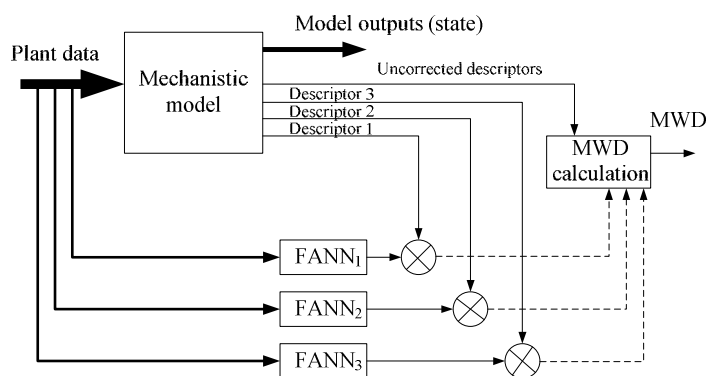 Model outputs (state)
Plant data
Mechanistic
model
Uncorrected descriptors
Descriptor 3
Descriptor 2
Descriptor 1
MWD
MWD
calculation
FANN1
FANN2
FANN3